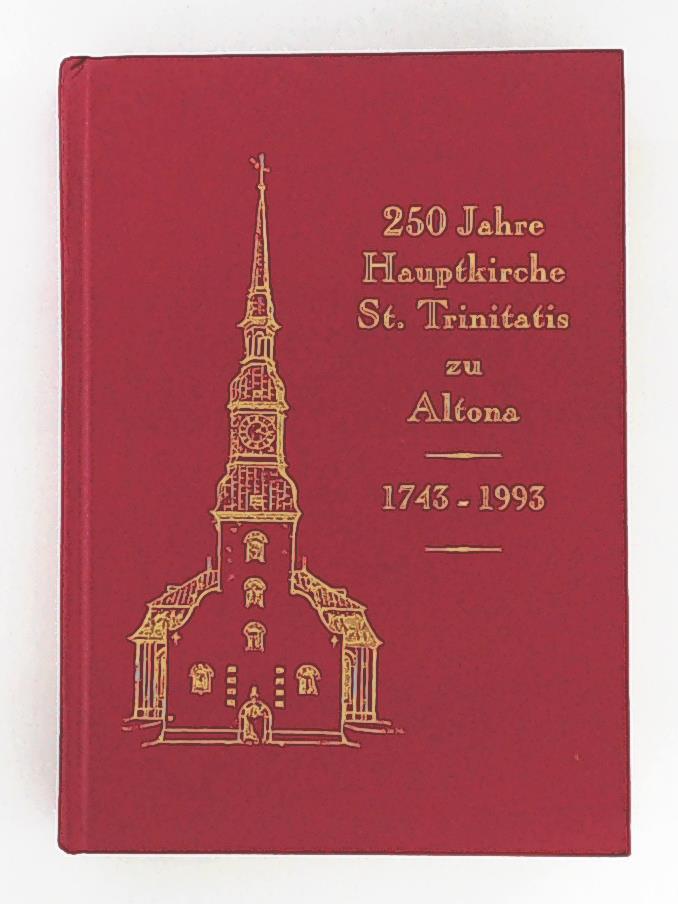 250 Jahre
Hauptkirche
St. Trinitatis
zu
Altona
1743 - 1993